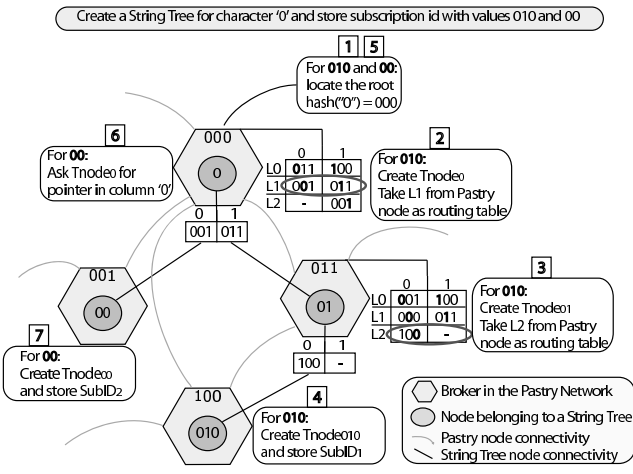 Create a String Tree for character ‘0’ and store subscription id with values 010 and 00
1 5
For 010 and 00:
locate the root
hash("0") = 000
6
For 00:
Ask Tnode0 for
pointer in column ‘0’
000
0
0 1
L0 011 100
L1 001 011
L2 - 001
2
For 010:
Create Tnode0
Take L1 from Pastry
node as routing table
0 1
001 011
001
00
7
For 00:
Create Tnode00
and store SubID2
011
01
0 1
L0 001 100
L1 000 011
L2 100 -
3
For 010:
Create Tnode01
Take L2 from Pastry
node as routing table
0 1
100 -
100
010
4
For 010:
Create Tnode010
and store SubID1
Broker in the Pastry Network
Node belonging to a String Tree
Pastry node connectivity
String Tree node connectivity